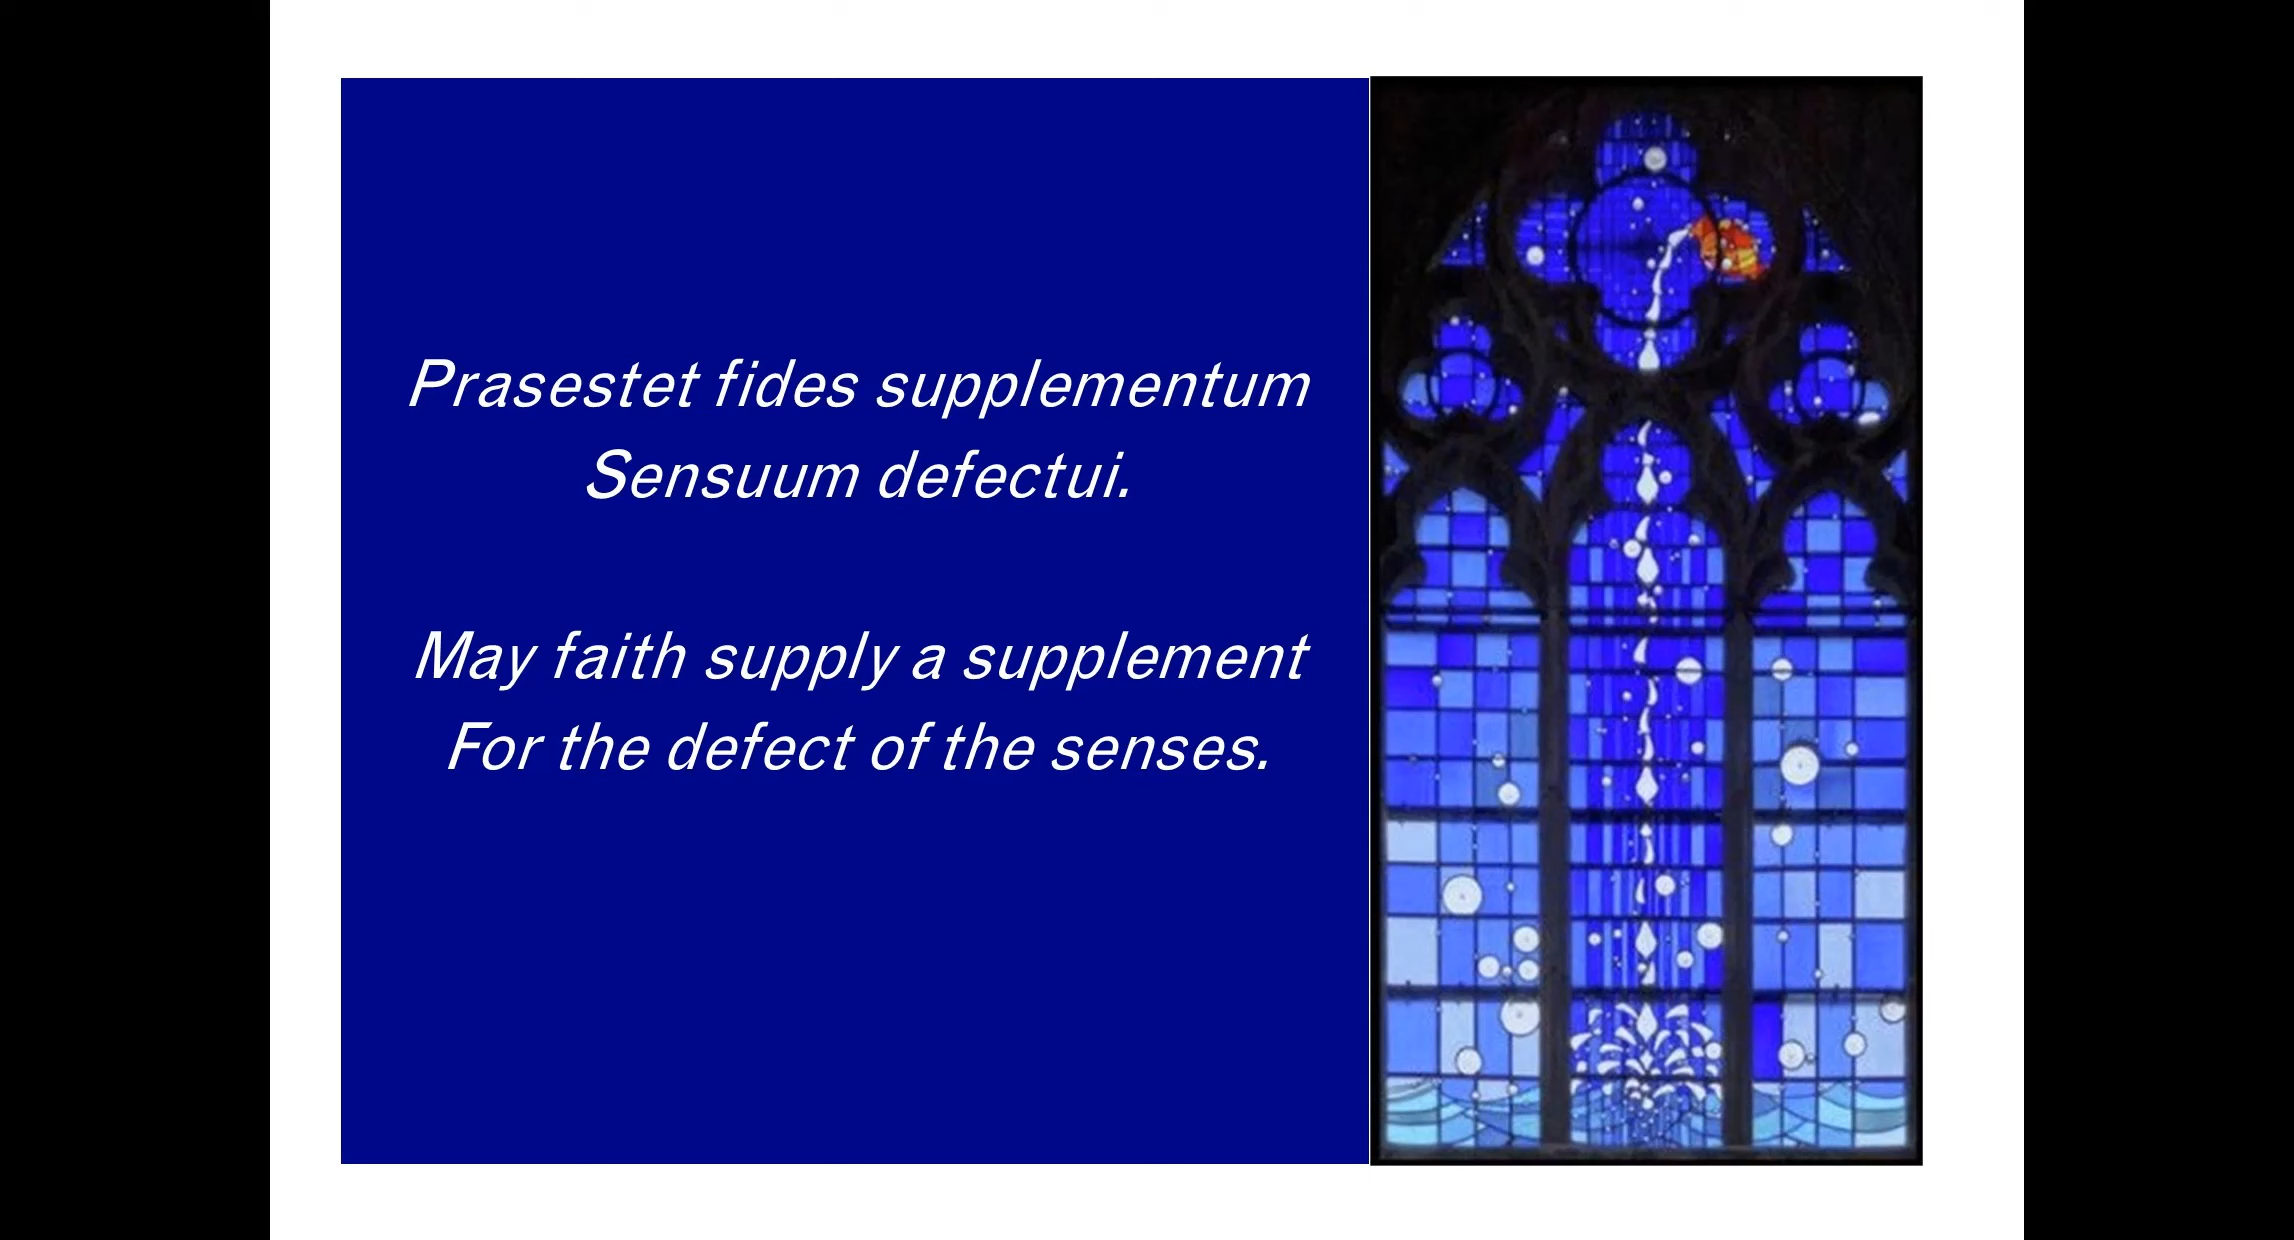 Prasestet fides supplementum
Sensuum defectui.
May faith supply a supplement
For the defect of the senses.